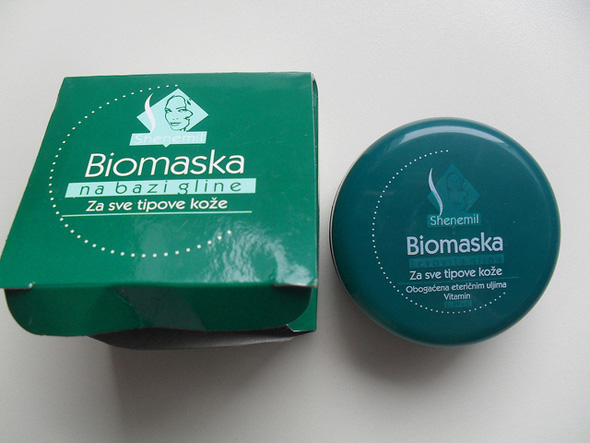 Shenemil
Biomaska
na bazi gline
Za sve tipove kože
Shenemil
Biomaska
Za sve tipove kože
Obogaćena eteričnim uljima
Vitamin